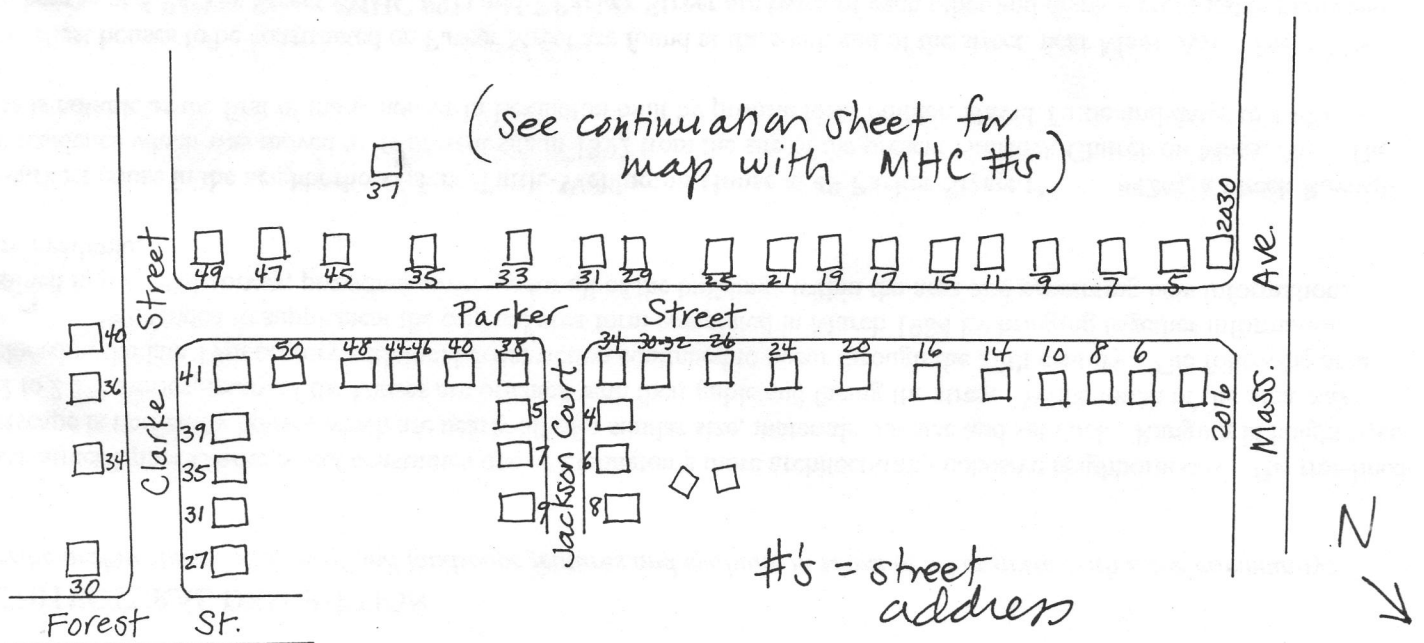 (See continuation sheet for
map with MHC #s)
37
2030
49 47 45 35 33 31 29 25 21 19 17 15 11 9 7 5
Parker Street
Clarke Street
Mass. Ave.
40
36
34
30
50 48 44-46 40 38 34 30-32 26 24 20 16 14 10 8 6
2016
41
39
35
31
27
5
7
9
Jackson Court
4
8
#'s = street
address
N
Forest St.